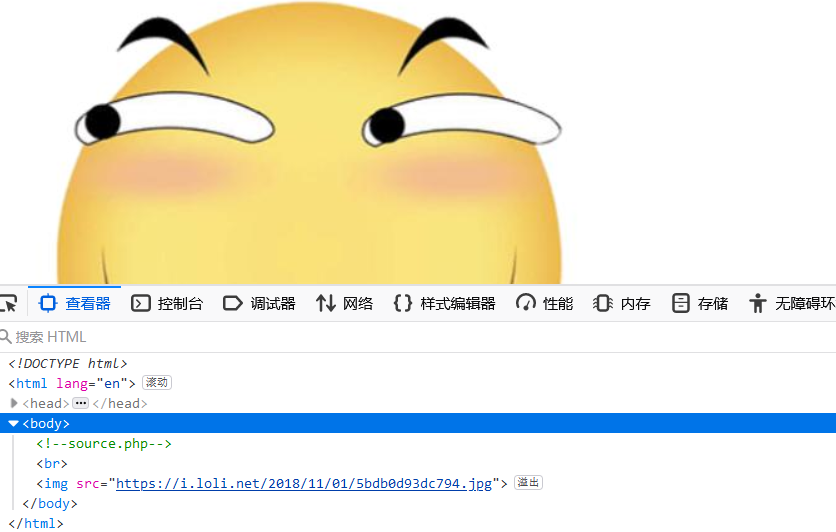 查看器 控制台 调试器 网络 样式编辑器 性能 内存 存储 无障碍环
搜索 HTML
<!DOCTYPE html>
<html lang="en"> 滚动
<head> ••• </head>
<body>
<!--source.php-->
<br>
<img src="https://i.loli.net/2018/11/01/5bdb0d93dc794.jpg"> 溢出
</body>
</html>